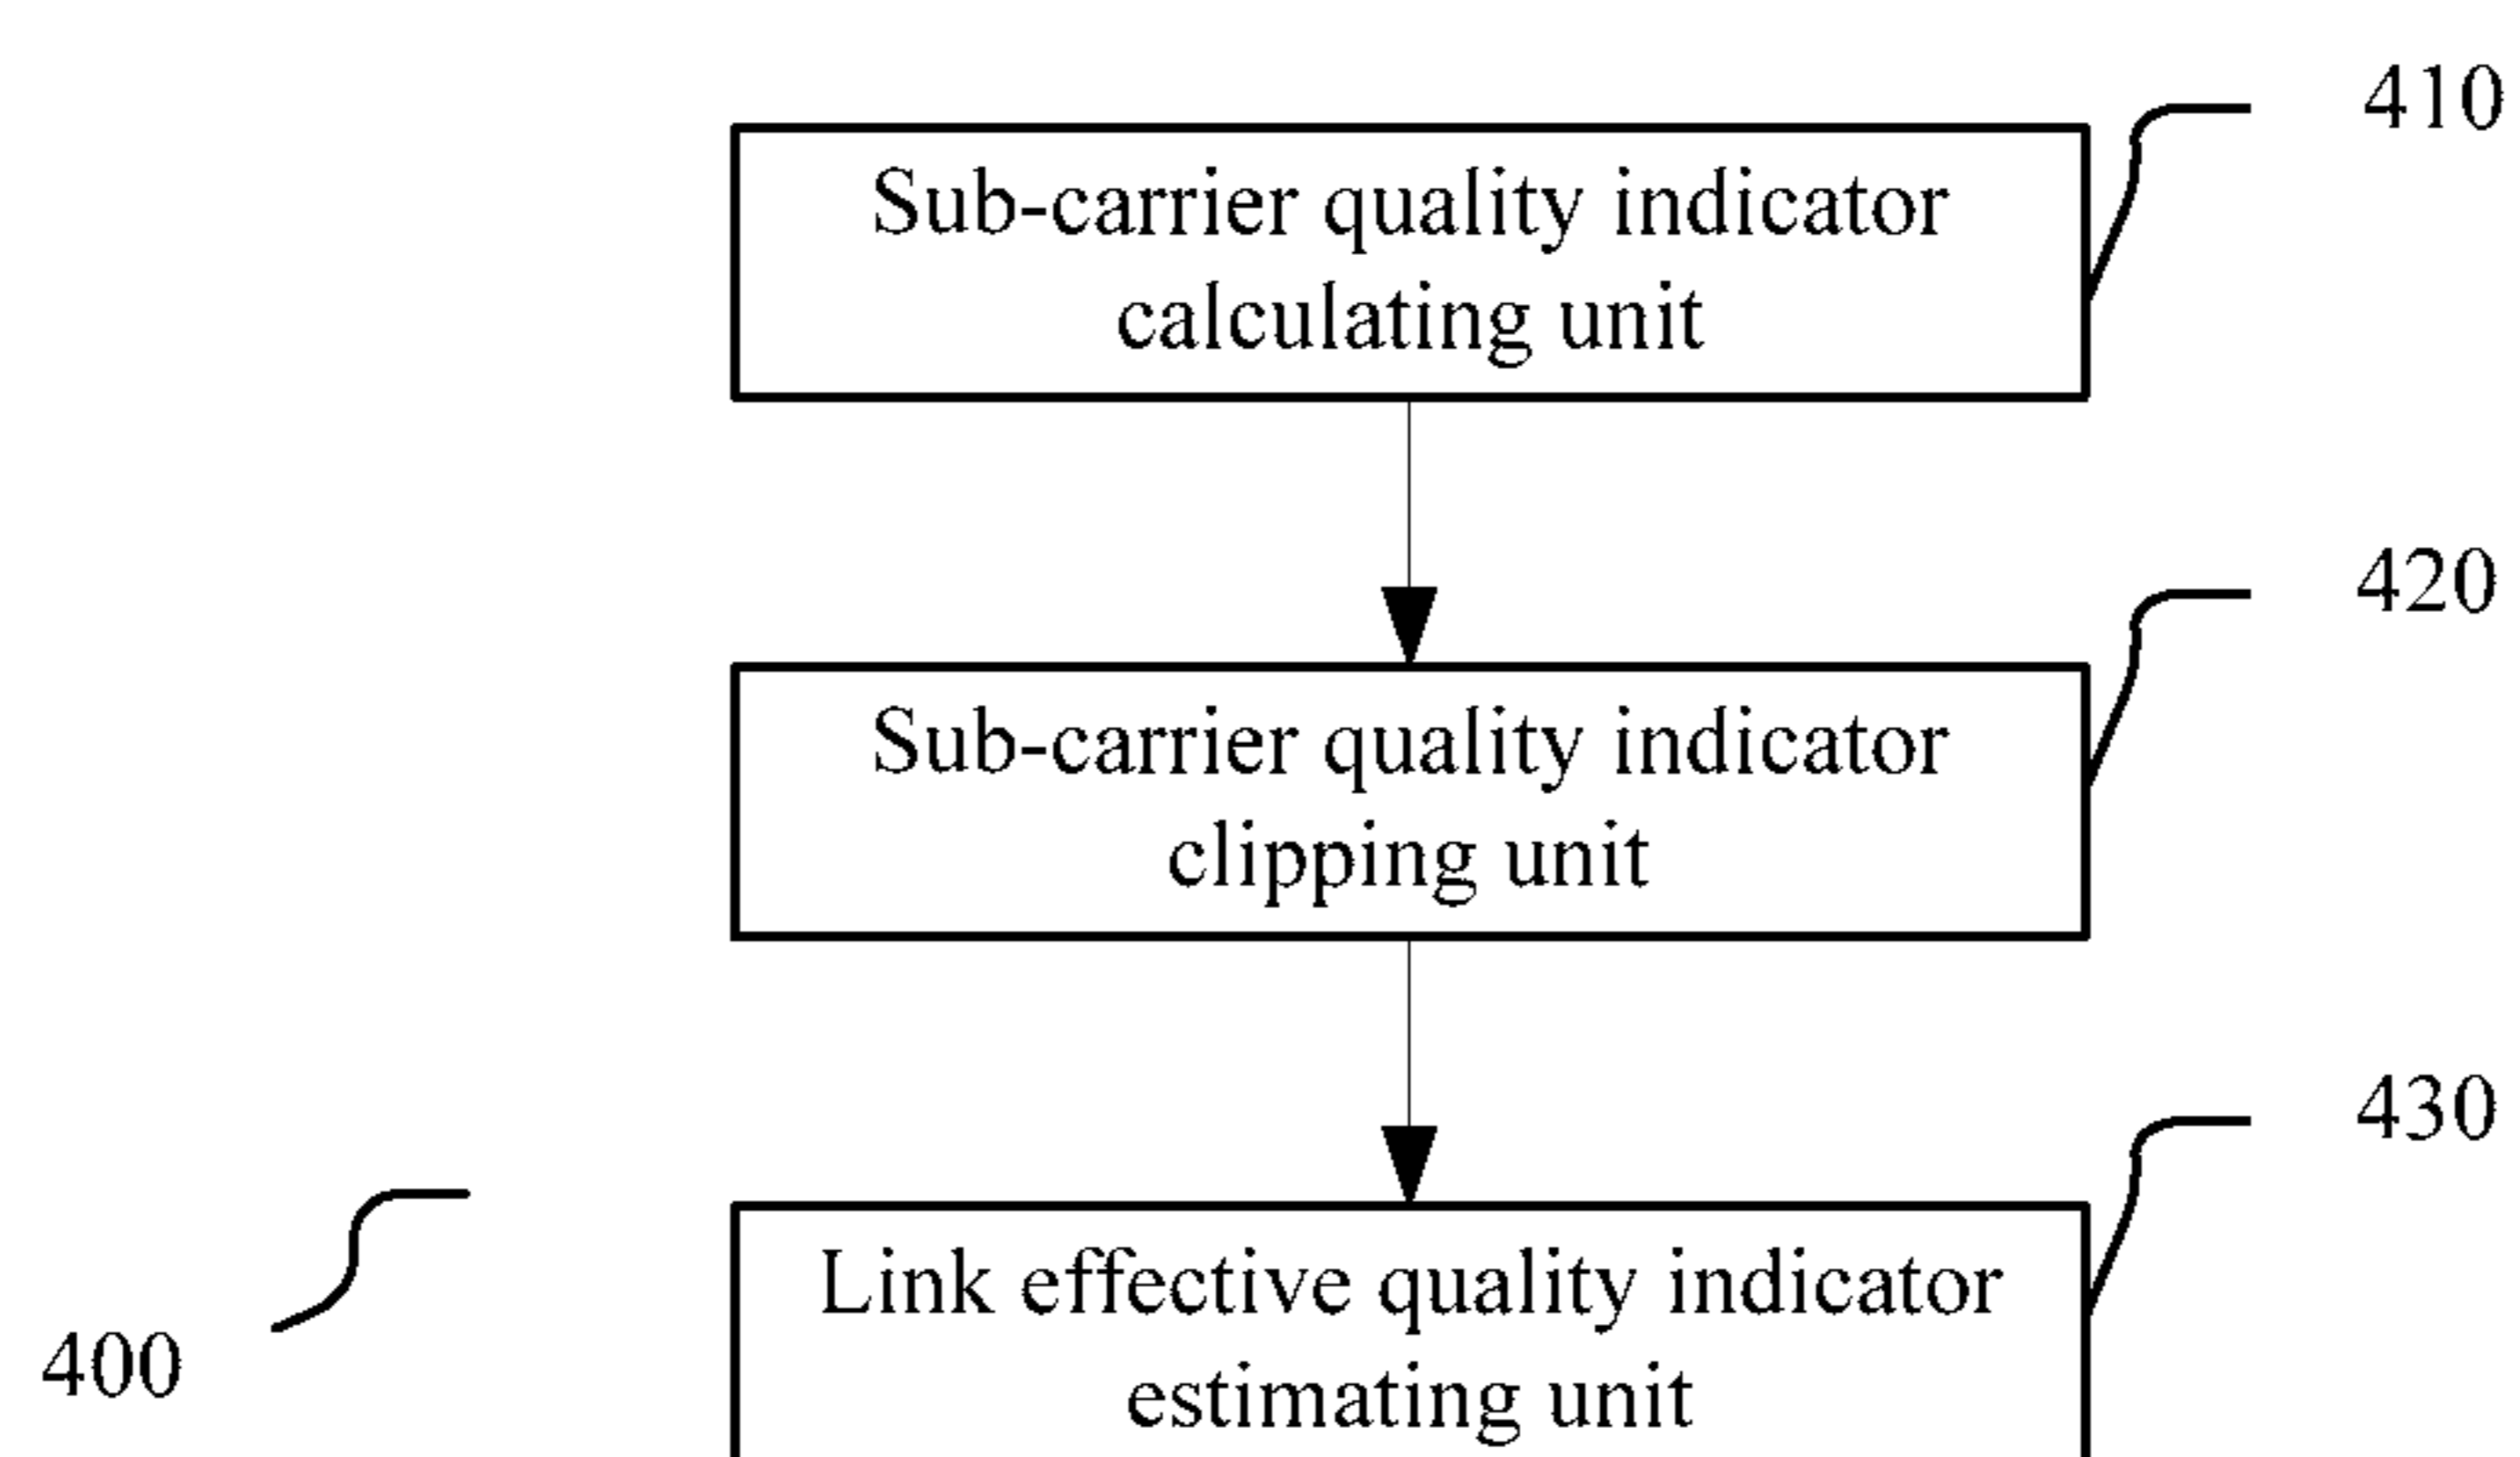 410
Sub-carrier quality indicator
calculating unit
420
Sub-carrier quality indicator
clipping unit
430
Link effective quality indicator
estimating unit
400